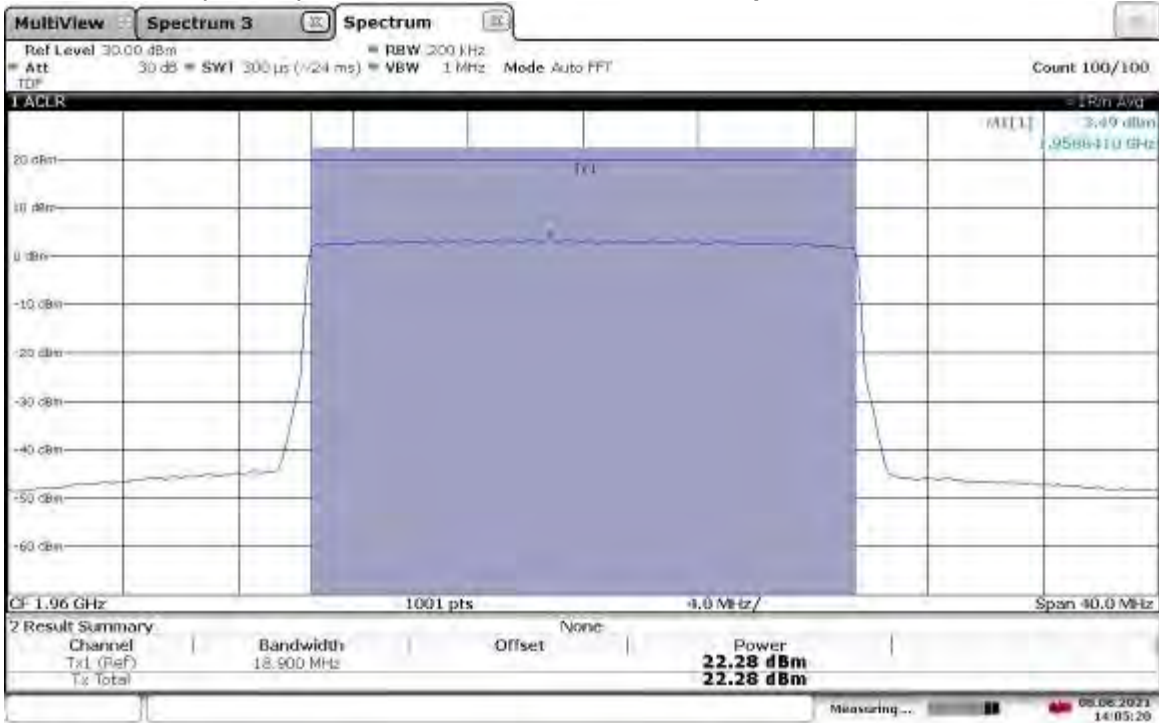 MultiView Spectrum 3 Spectrum
Ref Level 30.00 dBm RBW 200 kHz
Att 30 dB SWT 300 µs (~24 ms) VBW 1 MHz Mode Auto FFT Count 100/100
TDF
1 ACLR 1Rm Avg
M1[1] 3.49 dBm
1.9586410 GHz
20 dBm
Tx1
10 dBm
0 dBm
-10 dBm
-20 dBm
-30 dBm
-40 dBm
-50 dBm
-60 dBm
CF 1.96 GHz 1001 pts 4.0 MHz/ Span 40.0 MHz
2 Result Summary None
Channel Bandwidth Offset Power
Tx1 (Ref) 18.900 MHz 22.28 dBm
Tx Total 22.28 dBm
Measuring... 08.06.2021
14:05:20